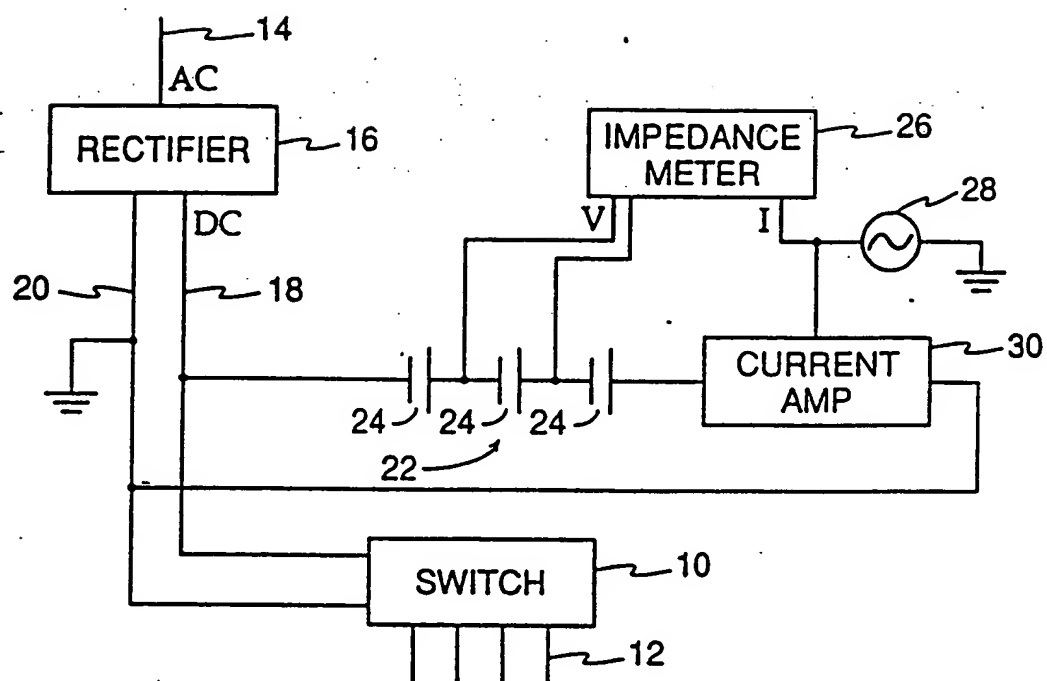 14
AC
RECTIFIER
16
IMPEDANCE
METER
26
DC
V
I
28
20
18
CURRENT
AMP
30
24
24
24
22
SWITCH
10
12